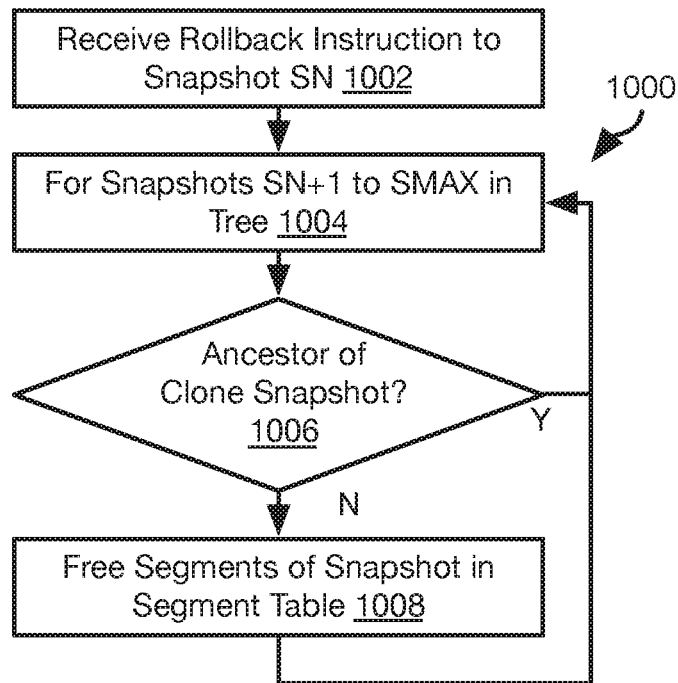 Receive Rollback Instruction to
Snapshot SN 1002
1000
For Snapshots SN+1 to SMAX in
Tree 1004
Ancestor of
Clone Snapshot?
1006
Y
N
Free Segments of Snapshot in
Segment Table 1008